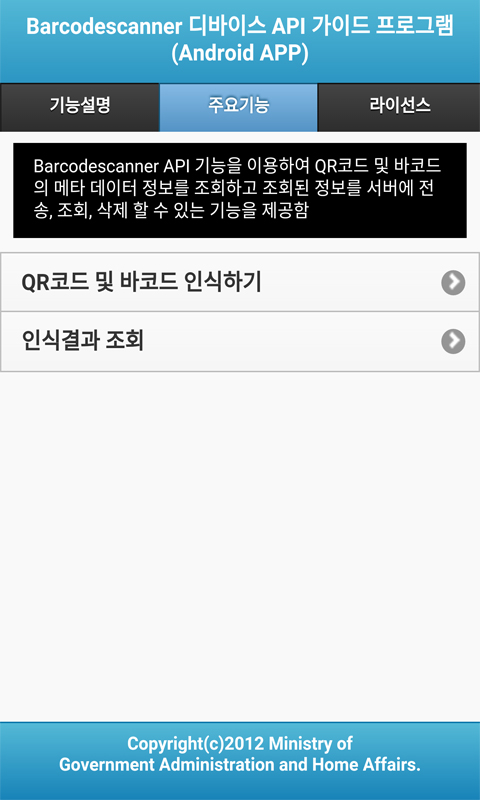 Barcodescanner 디바이스 API 가이드 프로그램
(Android APP)
기능설명 주요기능 라이선스
Barcodescanner API 기능을 이용하여 QR코드 및 바코드
의 메타 데이터 정보를 조회하고 조회된 정보를 서버에 전
송, 조회, 삭제 할 수 있는 기능을 제공함
QR코드 및 바코드 인식하기
인식결과 조회
Copyright(c)2012 Ministry of
Government Administration and Home Affairs.